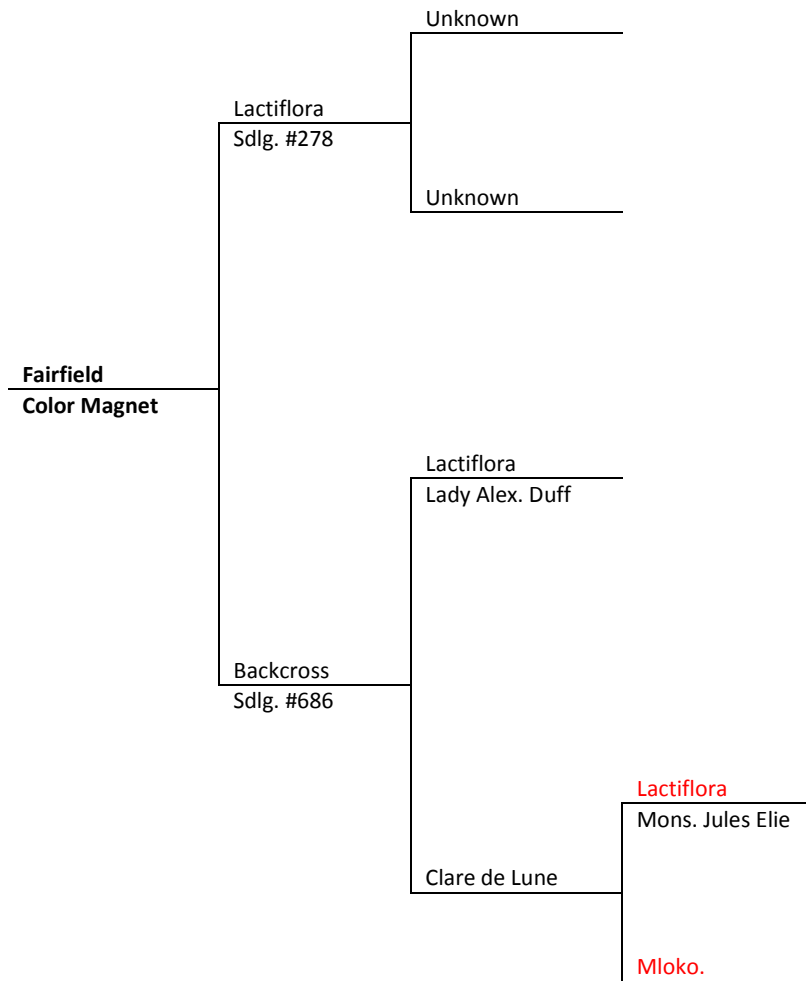 Unknown
Lactiflora
Sdlg. #278
Unknown
Fairfield
Color Magnet
Lactiflora
Lady Alex. Duff
Backcross
Sdlg. #686
Lactiflora
Mons. Jules Elie
Clare de Lune
Mloko.